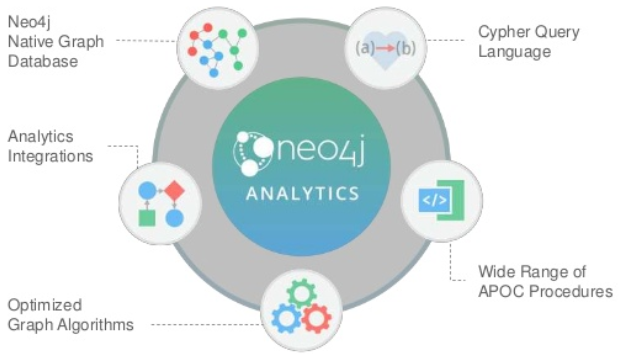 Neo4j
Native Graph
Database
Cypher Query
Language
(a)→(b)
Analytics
Integrations
neo4j
ANALYTICS
</>
Wide Range of
APOC Procedures
Optimized
Graph Algorithms